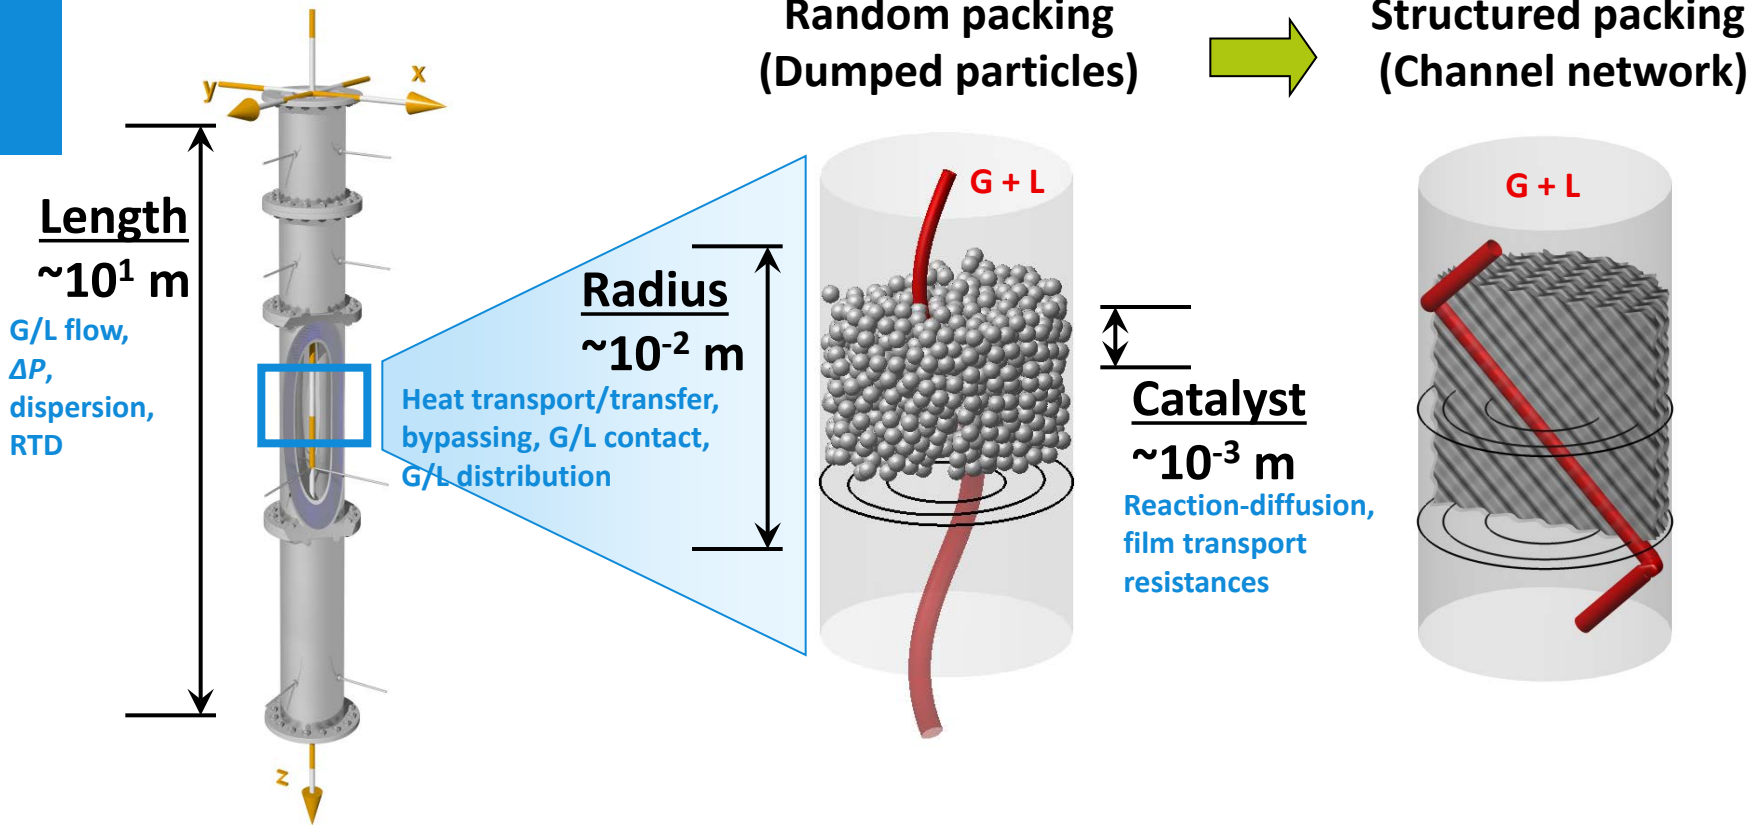 Random packing
(Dumped particles)
Structured packing
(Channel network)
x
y
z
Length
~10¹ m
G/L flow,
ΔP,
dispersion,
RTD
Radius
~10⁻² m
Heat transport/transfer,
bypassing, G/L contact,
G/L distribution
G + L
Catalyst
~10⁻³ m
Reaction-diffusion,
film transport
resistances
G + L